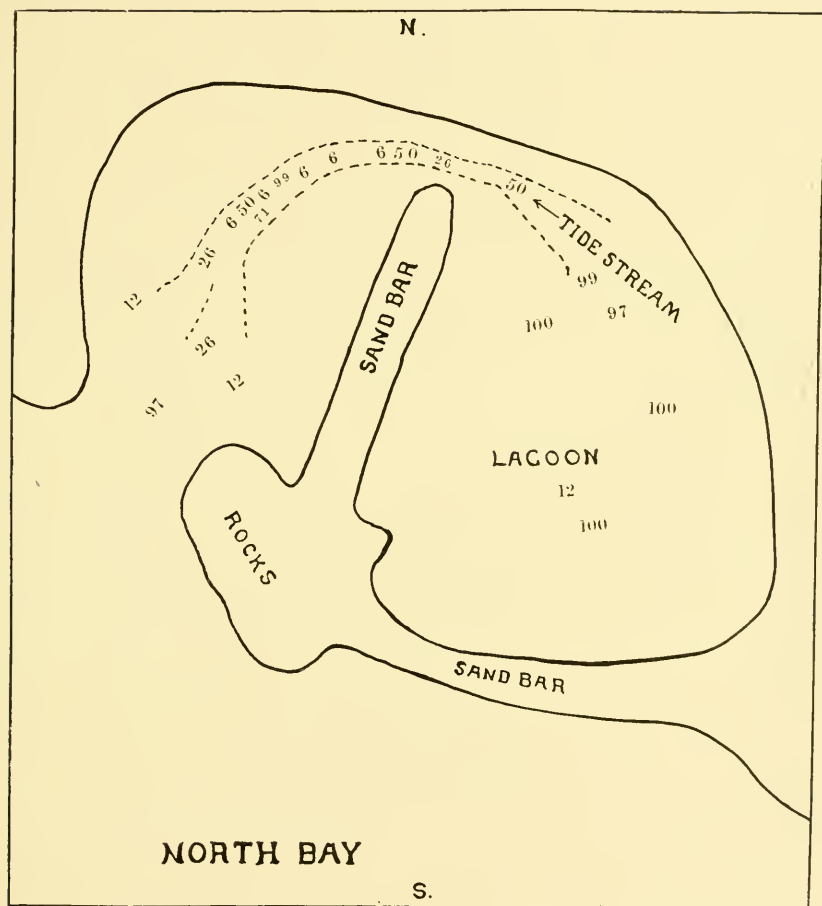 N.
6 6 50 26
6 50 6 99 6
71
50
26
TIDE STREAM
12
99
97
100
26
SAND BAR
12
97
100
LAGOON
12
100
ROCKS
SAND BAR
NORTH BAY
S.